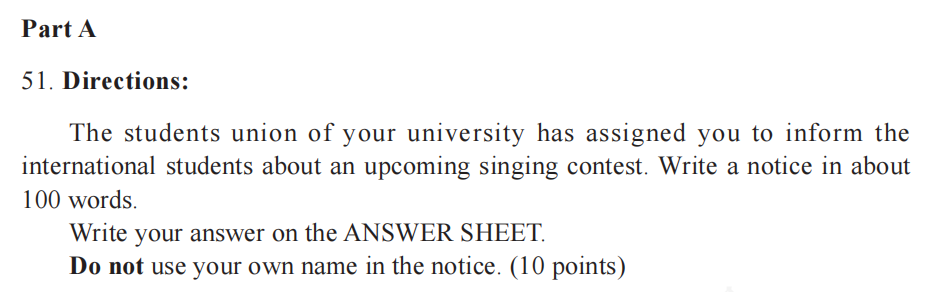 Part A
51. Directions:
The students union of your university has assigned you to inform the
international students about an upcoming singing contest. Write a notice in about
100 words.
Write your answer on the ANSWER SHEET.
Do not use your own name in the notice. (10 points)